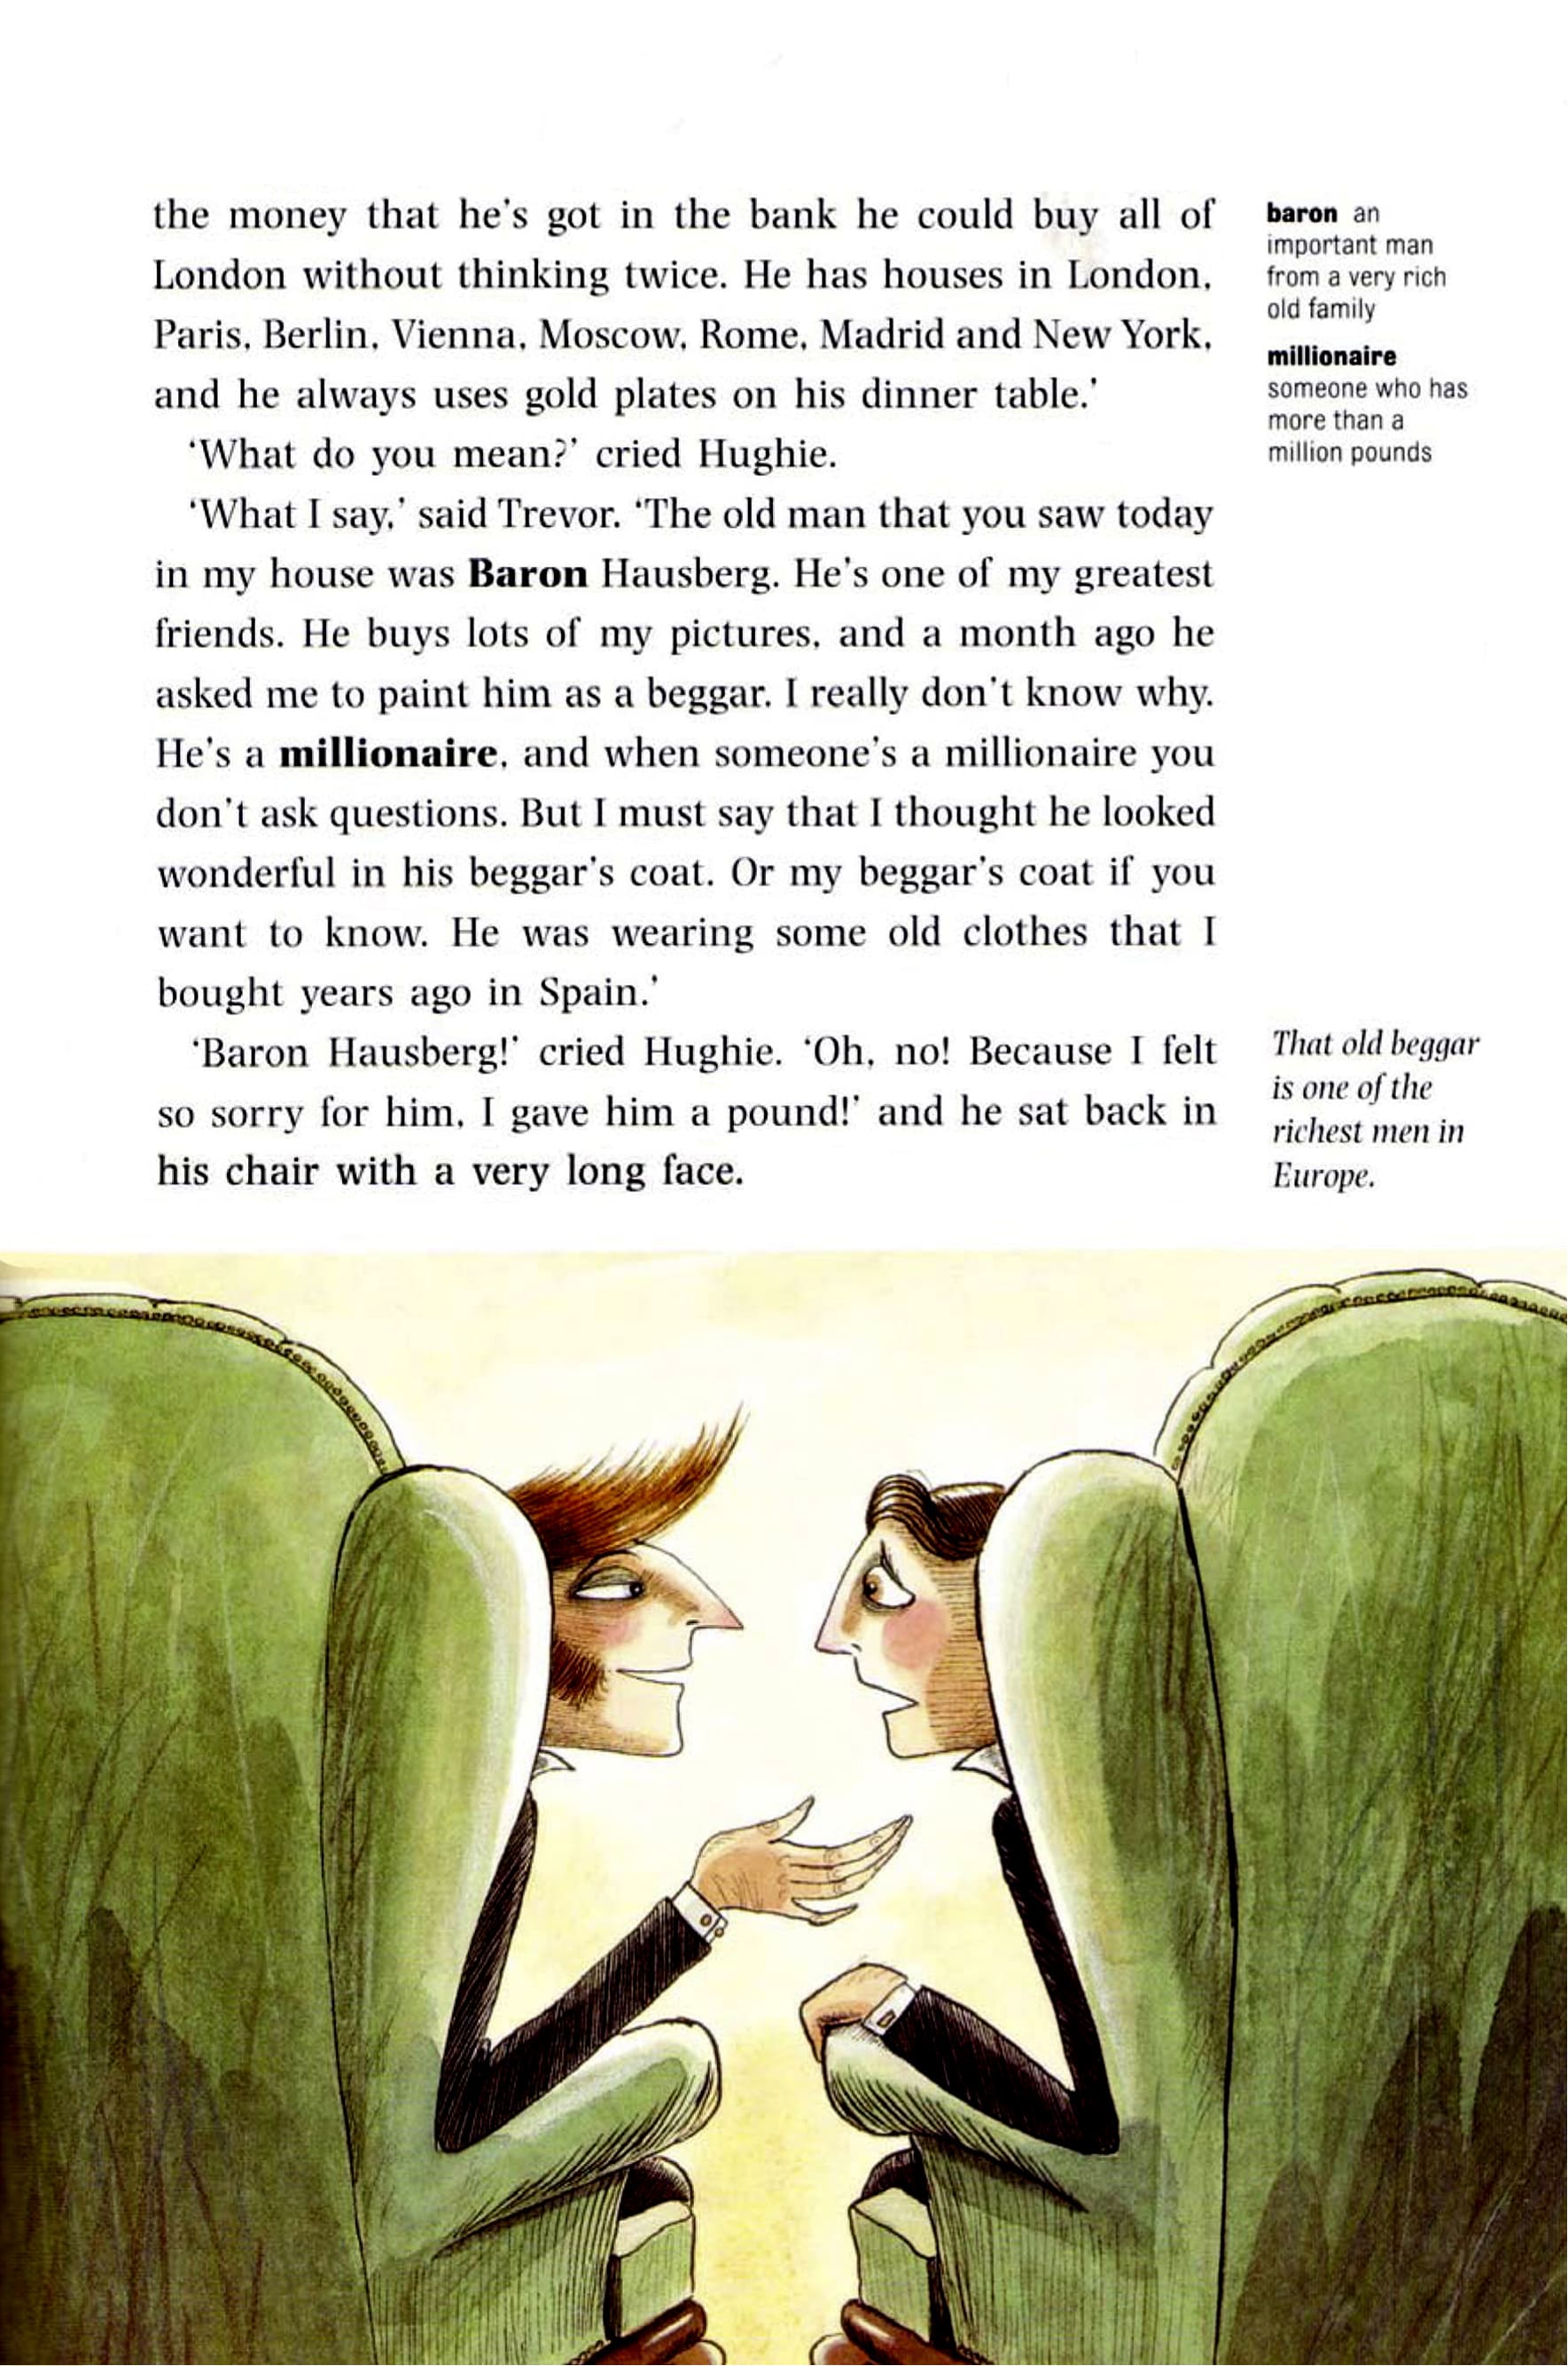 the money that he's got in the bank he could buy all of
London without thinking twice. He has houses in London,
Paris, Berlin, Vienna, Moscow, Rome, Madrid and New York,
and he always uses gold plates on his dinner table.'
‘What do you mean?’ cried Hughie.
‘What I say,’ said Trevor. ‘The old man that you saw today
in my house was Baron Hausberg. He's one of my greatest
friends. He buys lots of my pictures, and a month ago he
asked me to paint him as a beggar. I really don't know why.
He's a millionaire, and when someone's a millionaire you
don't ask questions. But I must say that I thought he looked
wonderful in his beggar's coat. Or my beggar's coat if you
want to know. He was wearing some old clothes that I
bought years ago in Spain.’
‘Baron Hausberg!’ cried Hughie. ‘Oh, no! Because I felt
so sorry for him, I gave him a pound!’ and he sat back in
his chair with a very long face.
baron an
important man
from a very rich
old family
millionaire
someone who has
more than a
million pounds
That old beggar
is one of the
richest men in
Europe.